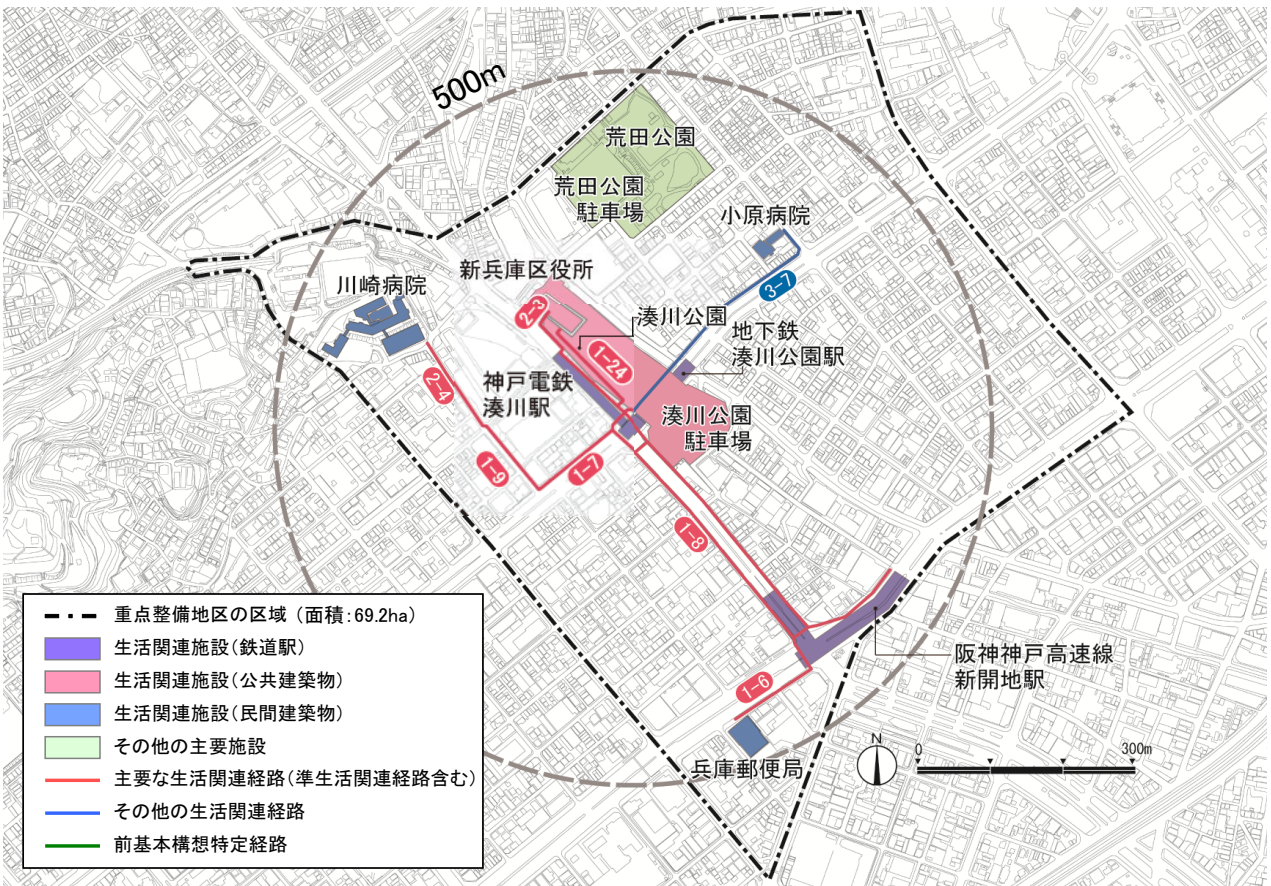 500m
荒田公園
荒田公園
駐車場
小原病院
新兵庫区役所
川崎病院
3-7
2-3
湊川公園
地下鉄
湊川公園駅
1-24
神戸電鉄
湊川駅
2-4
湊川公園
駐車場
1-9
1-7
1-8
阪神神戸高速線
新開地駅
1-6
兵庫郵便局
N
0
300m
重点整備地区の区域（面積：69.2ha）
生活関連施設（鉄道駅）
生活関連施設（公共建築物）
生活関連施設（民間建築物）
その他の主要施設
主要な生活関連経路（準生活関連経路含む）
その他の生活関連経路
前基本構想特定経路